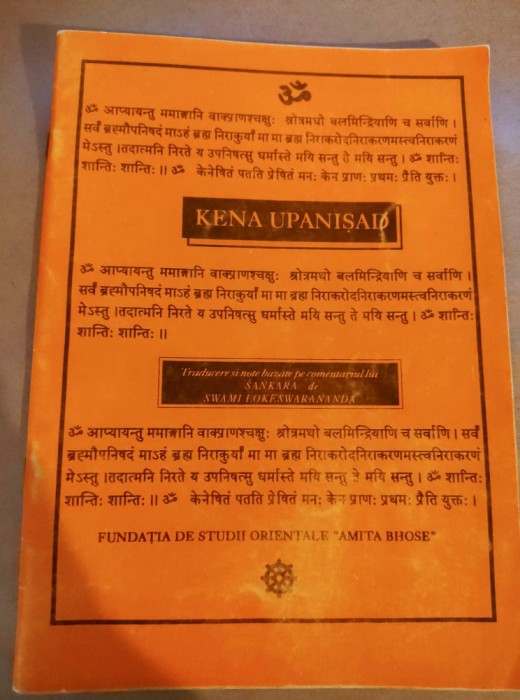 ॐ
ॐ आप्यायन्तु ममाङ्गानि वाक्प्राणश्चक्षुः श्रोत्रमथो बलमिन्द्रियाणि च सर्वाणि ।
सर्वं ब्रह्मौपनिषदं माऽहं ब्रह्म निराकुर्यां मा मा ब्रह्म निराकरोदनिराकरणमस्त्वनिराकरणं
मेऽस्तु ।तदात्मनि निरते य उपनिषत्सु धर्मास्ते मयि सन्तु ते मयि सन्तु । ॐ शान्तिः
शान्तिः शान्तिः ।। ॐ केनेषितं पतति प्रेषितं मनः केन प्राणः प्रथमः प्रैति युक्तः ।
KENA UPANIṢAD
ॐ आप्यायन्तु ममाङ्गानि वाक्प्राणश्चक्षुः श्रोत्रमथो बलमिन्द्रियाणि च सर्वाणि ।
सर्वं ब्रह्मौपनिषदं माऽहं ब्रह्म निराकुर्यां मा मा ब्रह्म निराकरोदनिराकरणमस्त्वनिराकरणं
मेऽस्तु ।तदात्मनि निरते य उपनिषत्सु धर्मास्ते मयि सन्तु ते मयि सन्तु । ॐ शान्तिः
शान्तिः शान्तिः ।।
Traducere si note bazate pe comentariul lui
ŚAṄKARA de
SWAMI LOKESWARANANDA
ॐ आप्यायन्तु ममाङ्गानि वाक्प्राणश्चक्षुः श्रोत्रमथो बलमिन्द्रियाणि च सर्वाणि । सर्वं
ब्रह्मौपनिषदं माऽहं ब्रह्म निराकुर्यां मा मा ब्रह्म निराकरोदनिराकरणमस्त्वनिराकरणं
मेऽस्तु ।तदात्मनि निरते य उपनिषत्सु धर्मास्ते मयि सन्तु ते मयि सन्तु । ॐ शान्तिः
शान्तिः शान्तिः ।। ॐ केनेषितं पतति प्रेषितं मनः केन प्राणः प्रथमः प्रैति युक्तः ।
FUNDAȚIA DE STUDII ORIENTALE "AMITA BHOSE"